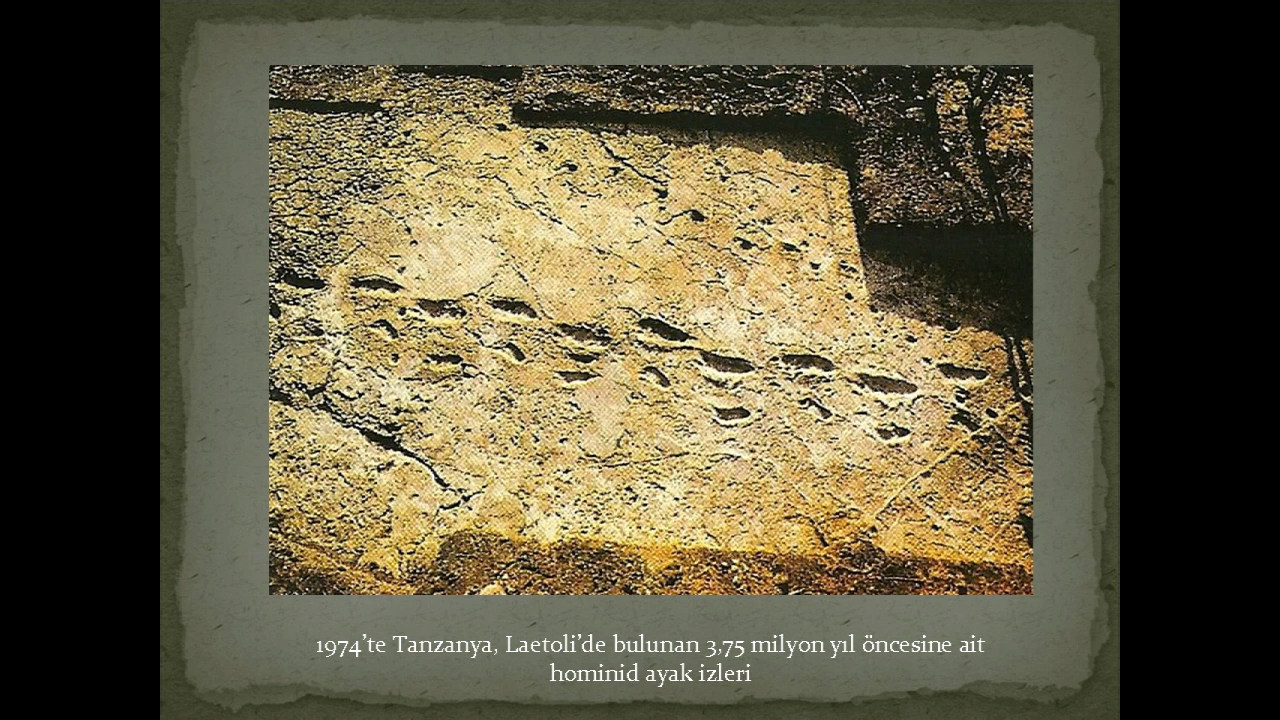 1974’te Tanzanya, Laetoli’de bulunan 3,75 milyon yıl öncesine ait
hominid ayak izleri